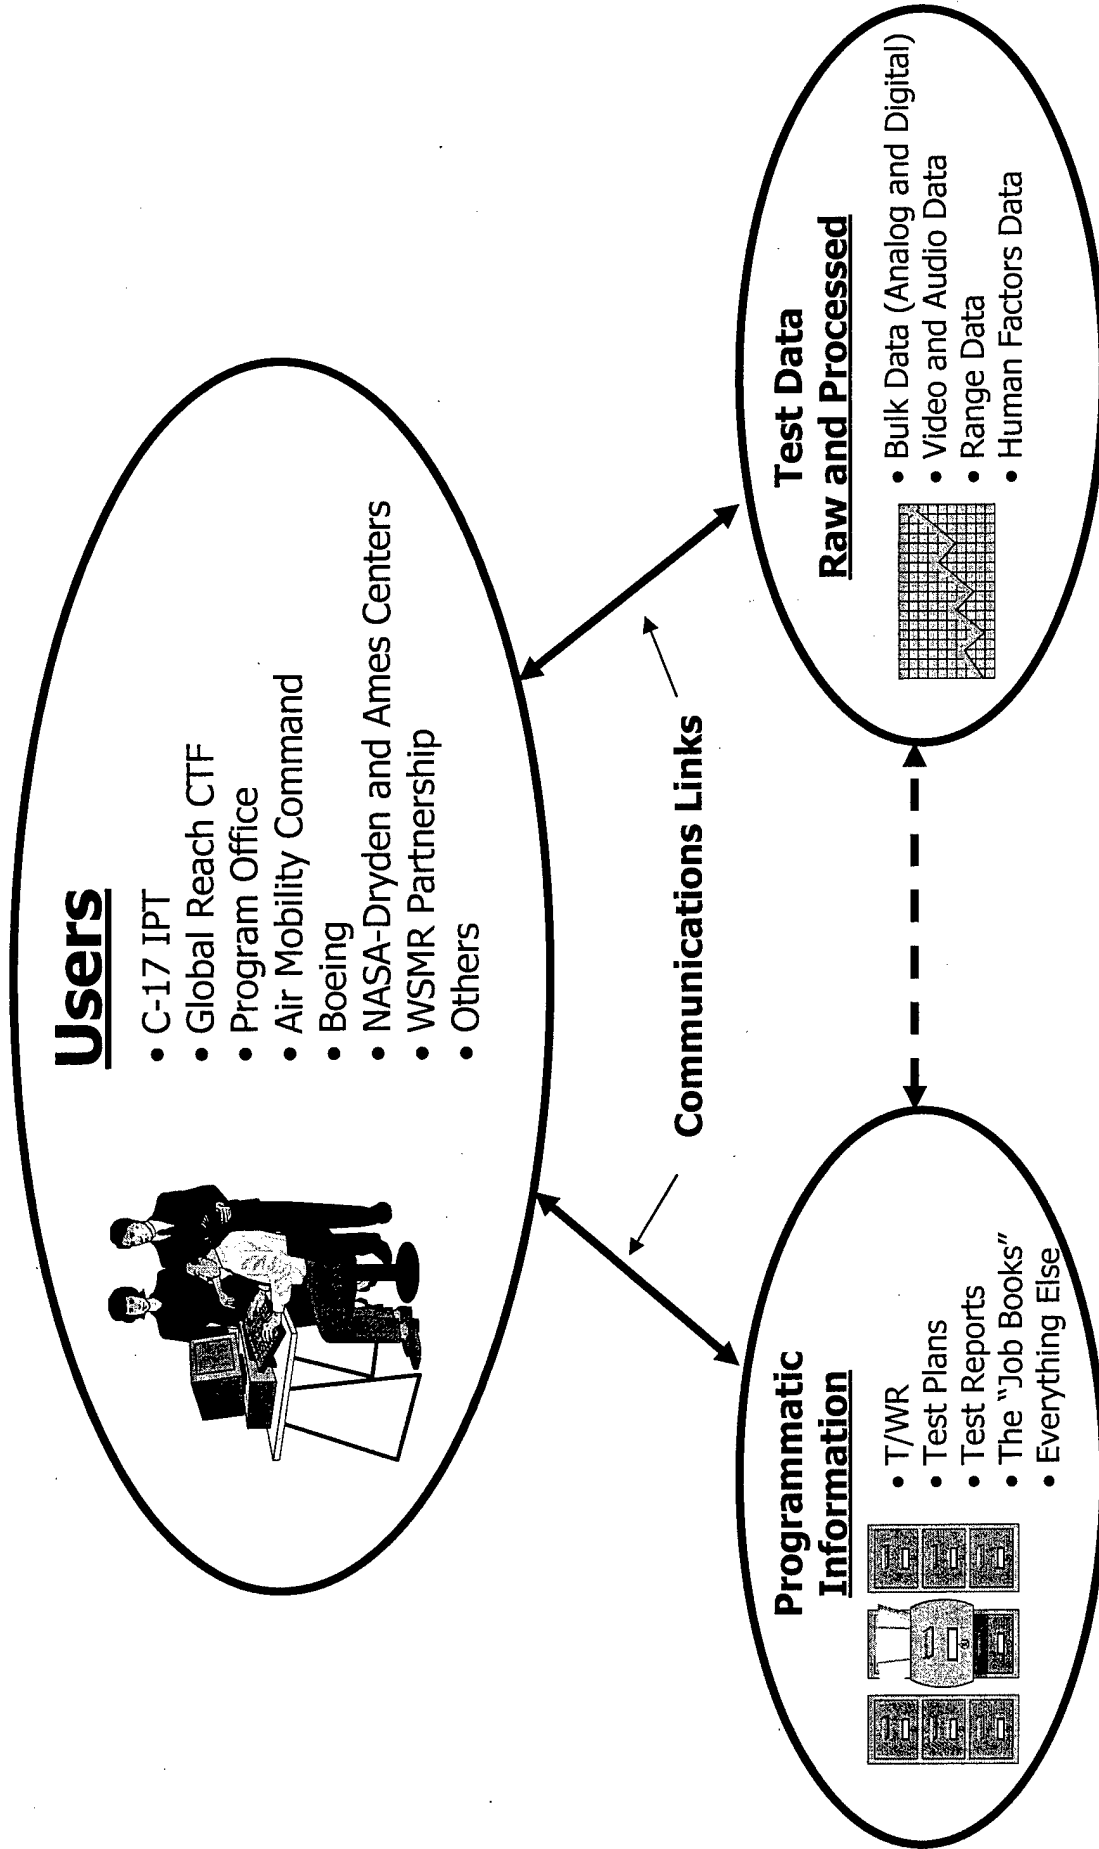 Users
• C-17 IPT
• Global Reach CTF
• Program Office
• Air Mobility Command
• Boeing
• NASA-Dryden and Ames Centers
• WSMR Partnership
• Others
Communications Links
Programmatic
Information
• T/WR
• Test Plans
• Test Reports
• The "Job Books"
• Everything Else
Test Data
Raw and Processed
• Bulk Data (Analog and Digital)
• Video and Audio Data
• Range Data
• Human Factors Data